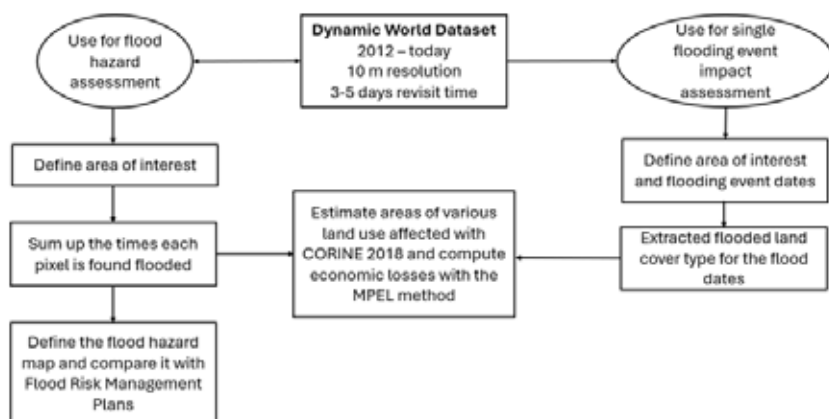 Use for flood
hazard
assessment
Dynamic World Dataset
2012 – today
10 m resolution
3-5 days revisit time
Use for single
flooding event
impact
assessment
Define area of interest
Define area of interest
and flooding event dates
Sum up the times each
pixel is found flooded
Estimate areas of various
land use affected with
CORINE 2018 and compute
economic losses with the
MPEL method
Extracted flooded land
cover type for the flood
dates
Define the flood hazard
map and compare it with
Flood Risk Management
Plans